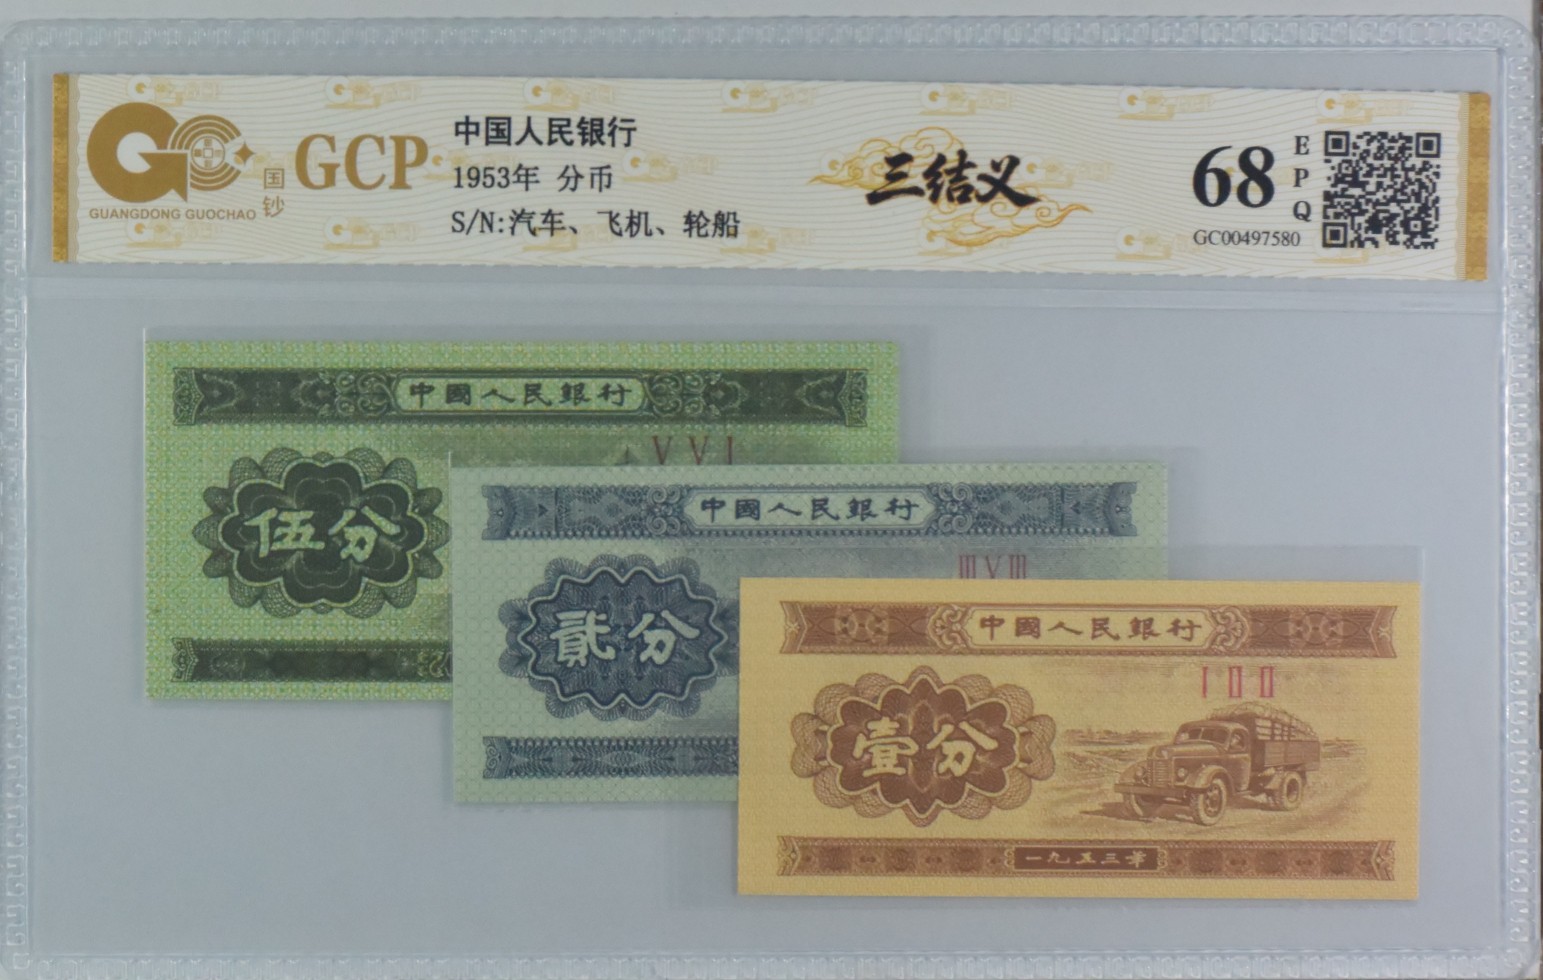 GUANGDONG GUOCHAO
国钞
GCP
中国人民银行
1953年 分币
S/N:汽车、飞机、轮船
三结义
68
EPQ
GC00497580
中國人民銀行
V V I
伍分
中國人民銀行
III V III
貳分
中國人民銀行
I 0 0
壹分
一九五三年